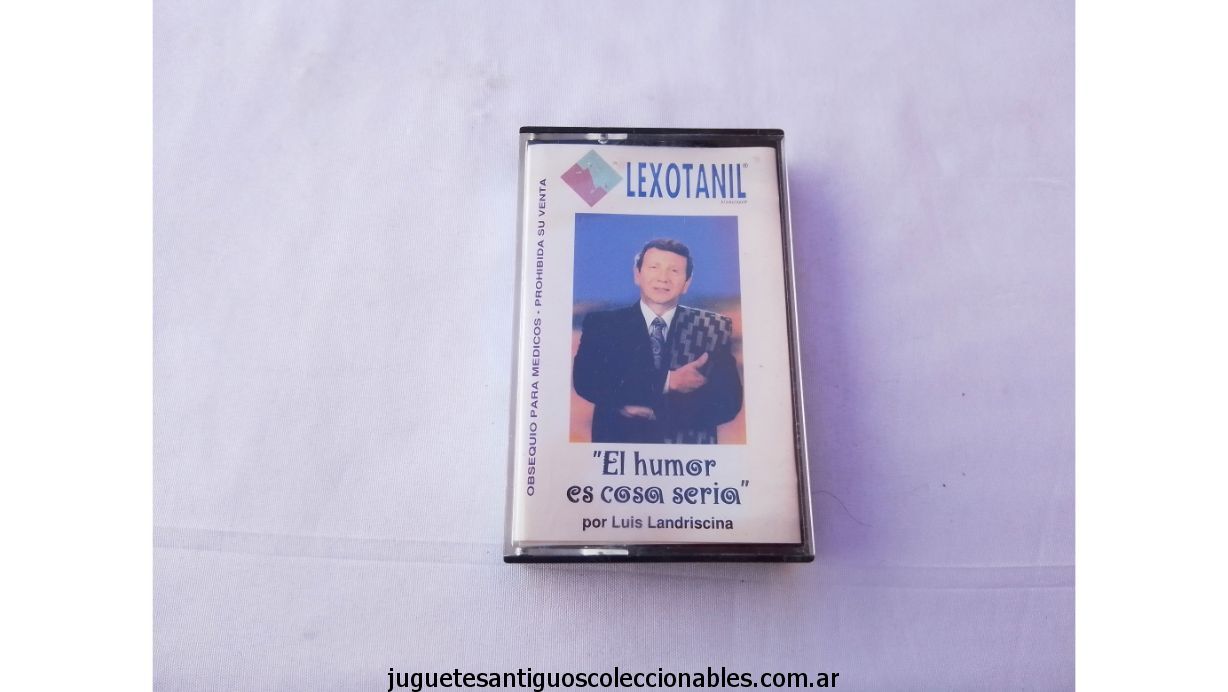 LEXOTANIL®
OBSEQUIO PARA MEDICOS - PROHIBIDA SU VENTA
"El humor
es cosa seria"
por Luis Landriscina
juguetesantiguoscoleccionables.com.ar